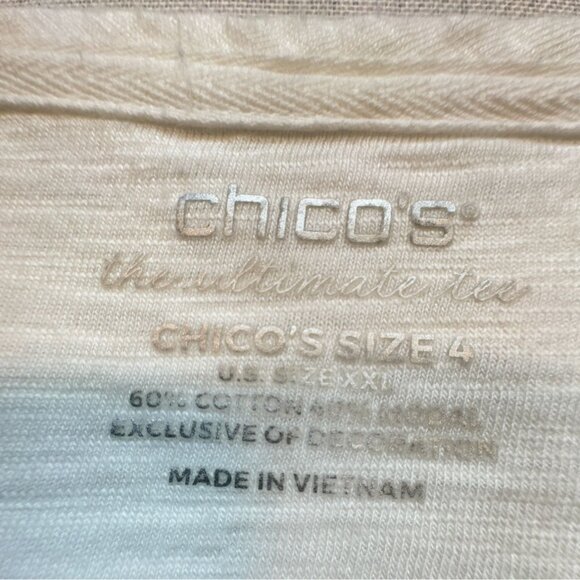 chico's®
the ultimate tee
CHICO'S SIZE 4
U.S. SIZE XXL
60% COTTON 40% MODAL
EXCLUSIVE OF DECORATION
MADE IN VIETNAM